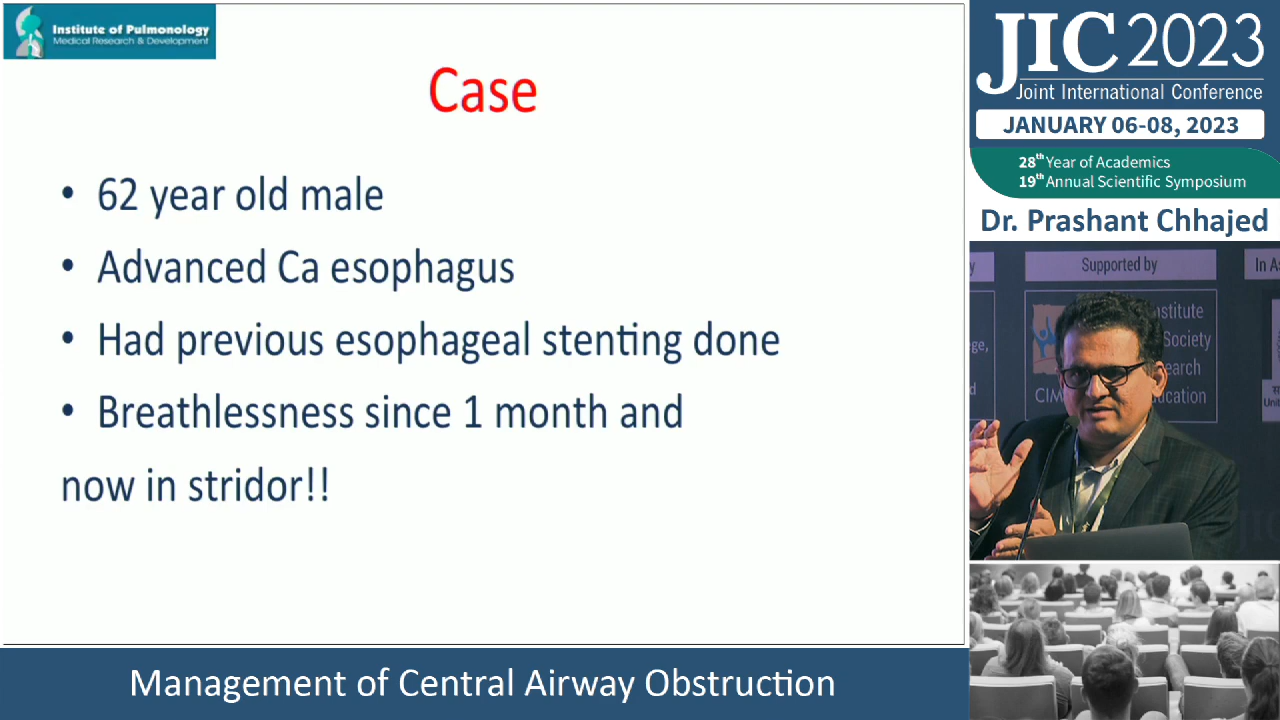 Institute of Pulmonology
Medical Research & Development
Case
• 62 year old male
• Advanced Ca esophagus
• Had previous esophageal stenting done
• Breathlessness since 1 month and
now in stridor!!
Management of Central Airway Obstruction
JIC 2023
Joint International Conference
JANUARY 06-08, 2023
28th Year of Academics
19th Annual Scientific Symposium
Dr. Prashant Chhajed
Supported by
In
CIM